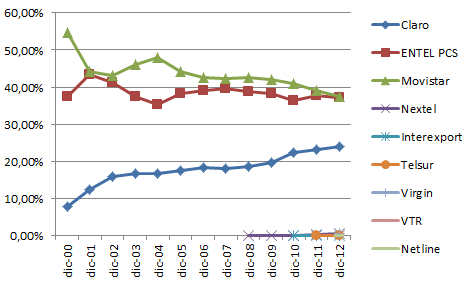 60,00%
50,00%
40,00%
30,00%
20,00%
10,00%
0,00%
dic-00
dic-01
dic-02
dic-03
dic-04
dic-05
dic-06
dic-07
dic-08
dic-09
dic-10
dic-11
dic-12
Claro
ENTEL PCS
Movistar
Nextel
Interexport
Telsur
Virgin
VTR
Netline